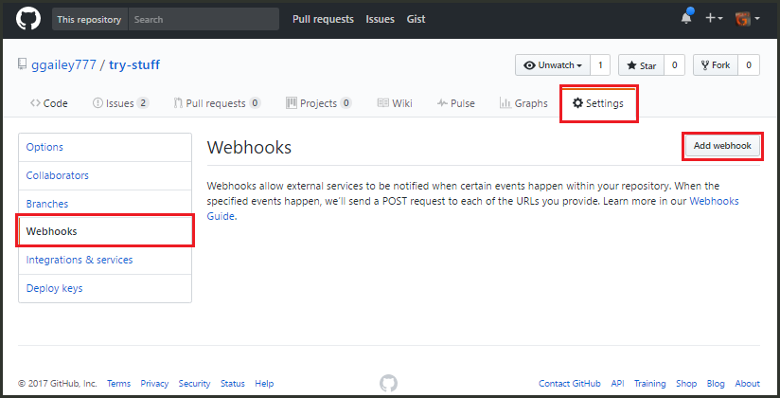 This repository Search Pull requests Issues Gist
ggailey777 / try-stuff Unwatch 1 Star 0 Fork 0
Code Issues 2 Pull requests 0 Projects 0 Wiki Pulse Graphs Settings
Options
Collaborators
Branches
Webhooks
Integrations & services
Deploy keys
Webhooks Add webhook
Webhooks allow external services to be notified when certain events happen within your repository. When the
specified events happen, we'll send a POST request to each of the URLs you provide. Learn more in our Webhooks
Guide.
© 2017 GitHub, Inc. Terms Privacy Security Status Help Contact GitHub API Training Shop Blog About